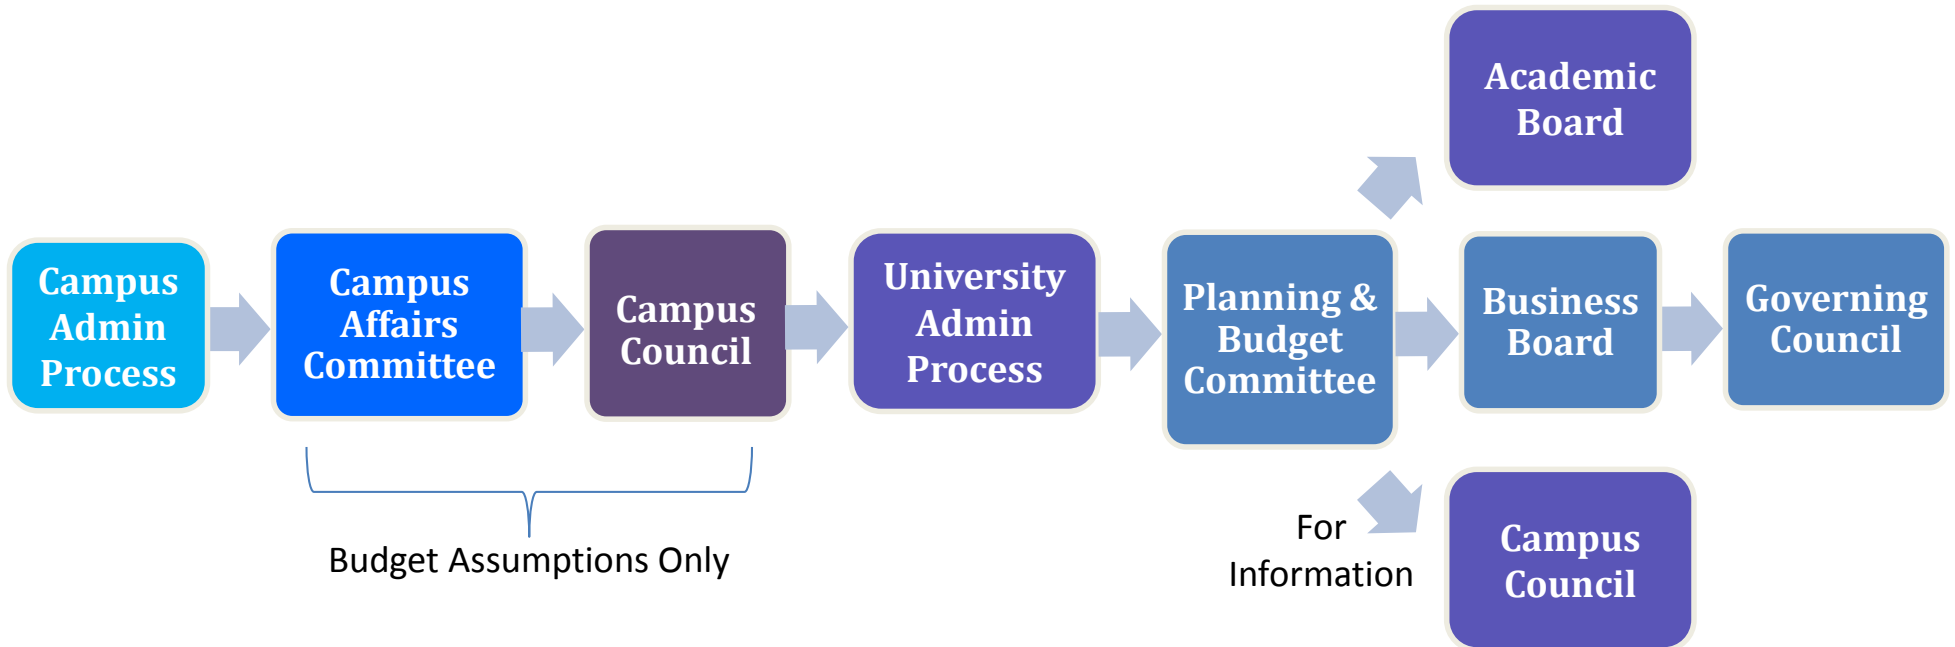 Academic
Board
Campus
Admin
Process
Campus
Affairs
Committee
Campus
Council
University
Admin
Process
Planning &
Budget
Committee
Business
Board
Governing
Council
Budget Assumptions Only
For
Information
Campus
Council